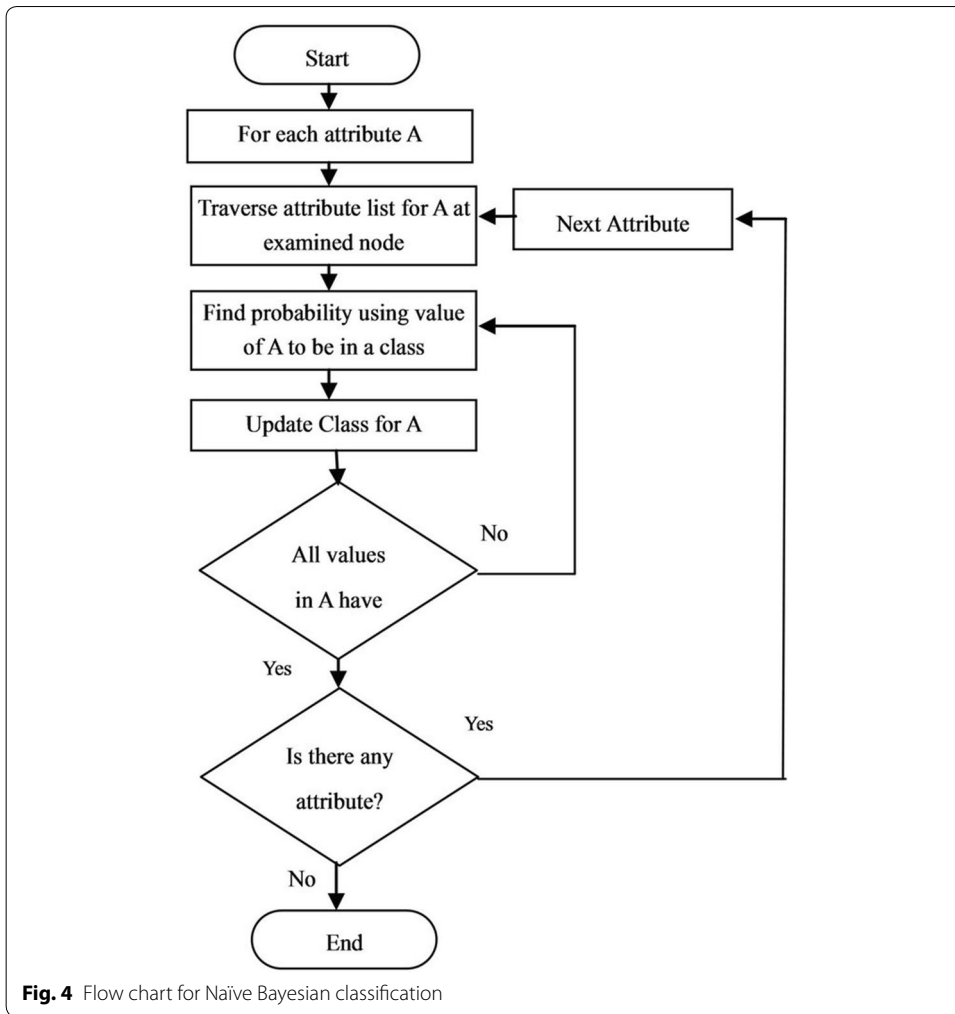 Start
For each attribute A
Traverse attribute list for A at
examined node
Next Attribute
Find probability using value
of A to be in a class
Update Class for A
No
All values
in A have
Yes
Yes
Is there any
attribute?
No
End
Fig. 4 Flow chart for Naïve Bayesian classification